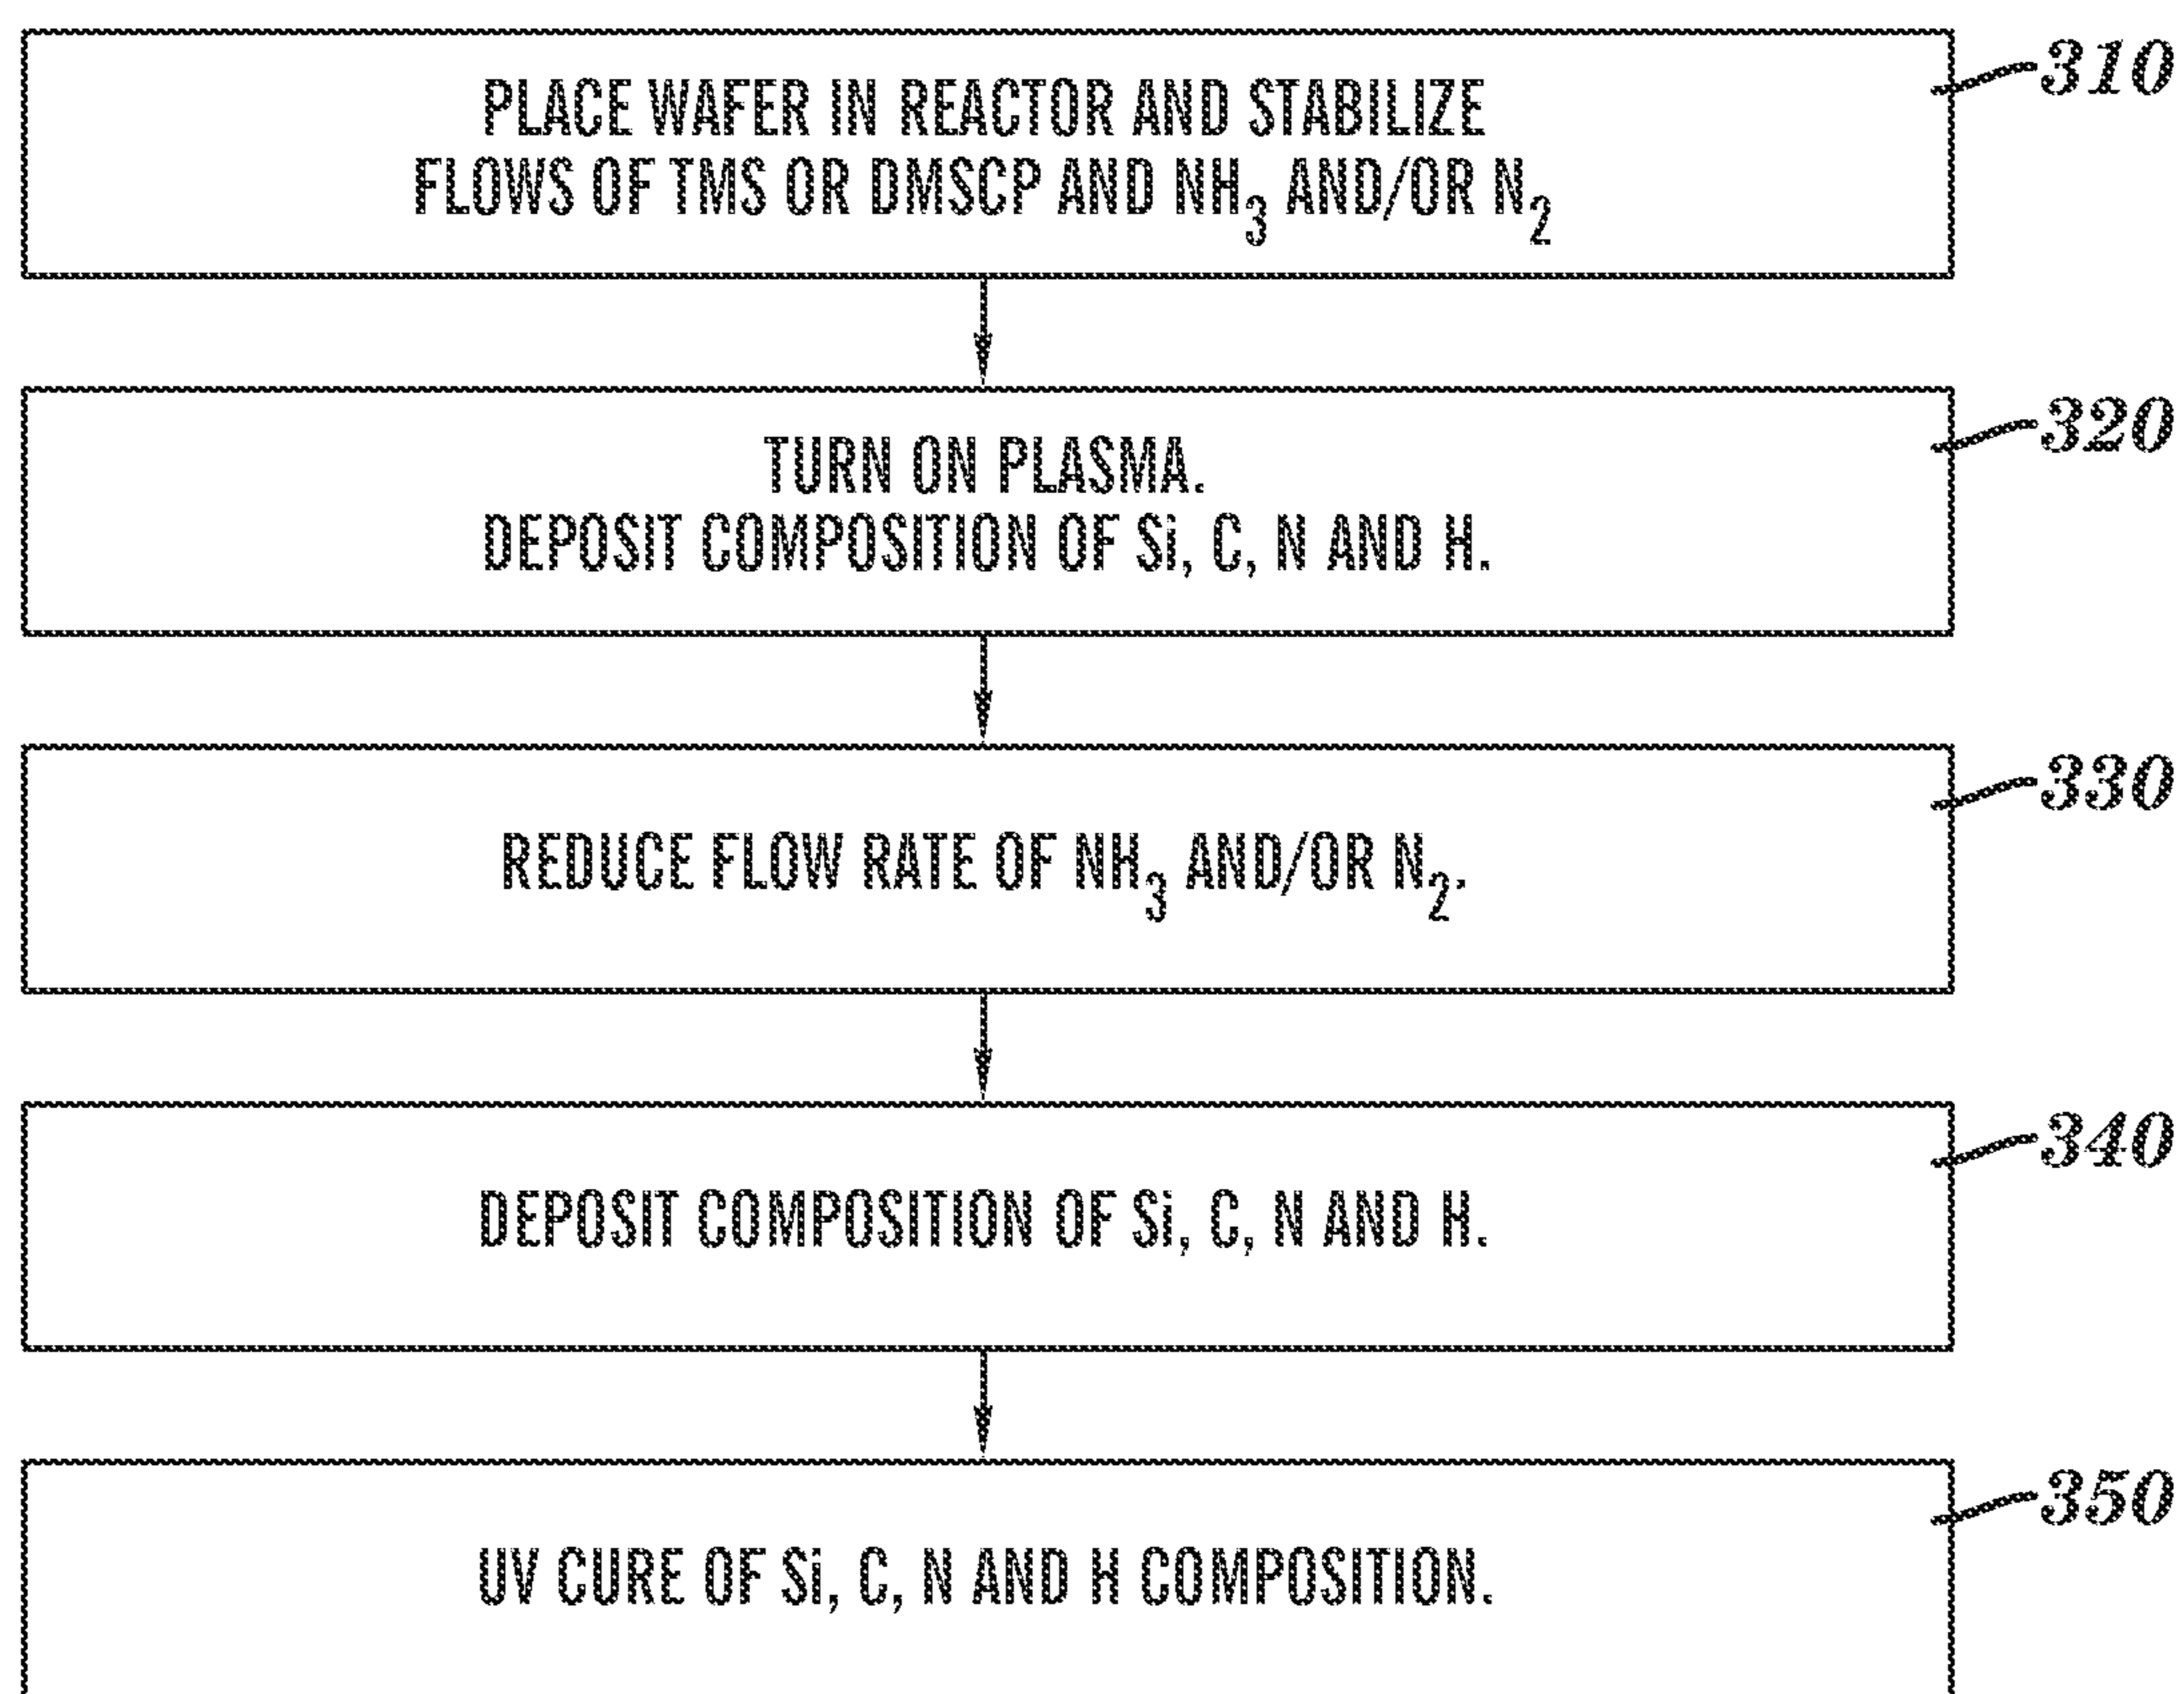 PLACE WAFER IN REACTOR AND STABILIZE
FLOWS OF TMS OR DMSCP AND NH3 AND/OR N2
310
TURN ON PLASMA.
DEPOSIT COMPOSITION OF Si, C, N AND H.
320
REDUCE FLOW RATE OF NH3 AND/OR N2.
330
DEPOSIT COMPOSITION OF Si, C, N AND H.
340
UV CURE OF Si, C, N AND H COMPOSITION.
350